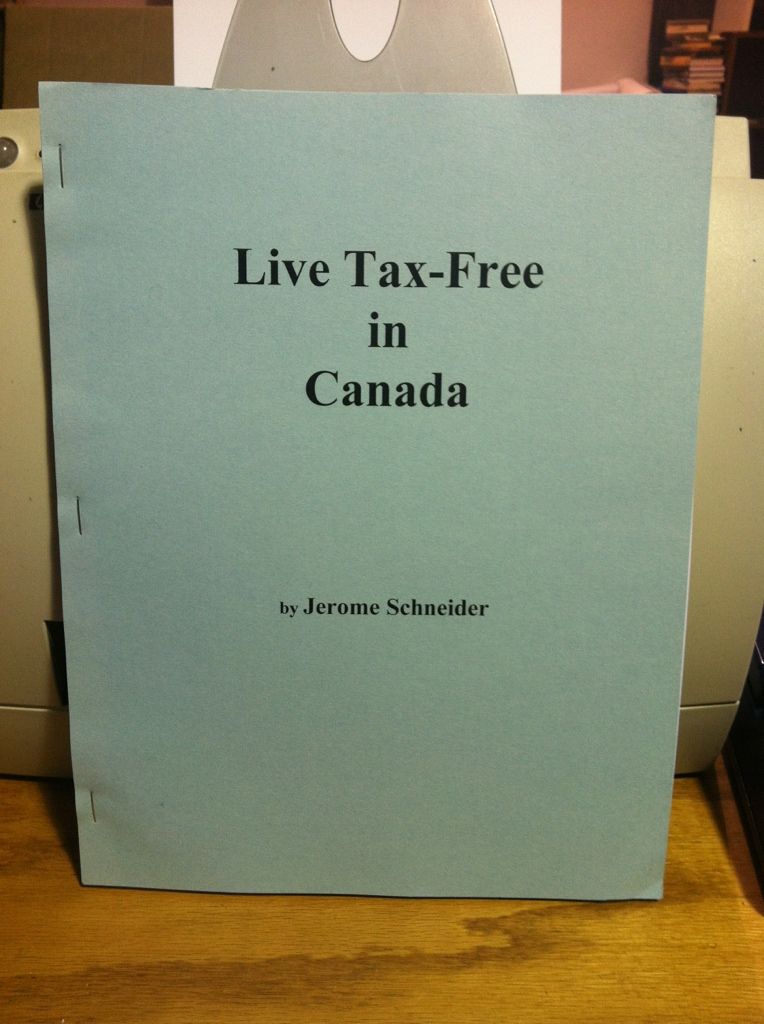 Live Tax-Free
in
Canada
by Jerome Schneider